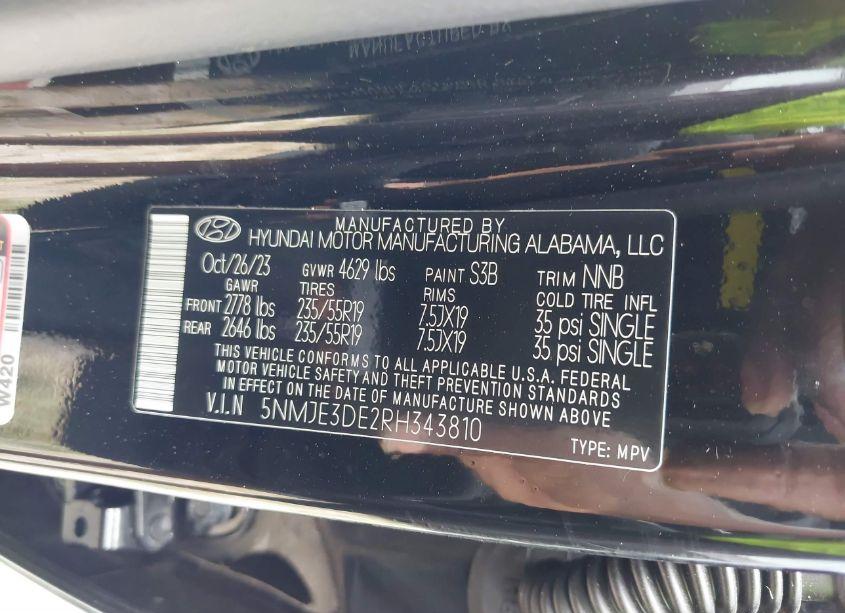 MANUFACTURED BY
HYUNDAI MOTOR MANUFACTURING ALABAMA, LLC
Oct/26/23 GVWR 4629 lbs PAINT S3B TRIM NNB
GAWR TIRES RIMS COLD TIRE INFL
FRONT 2778 lbs 235/55R19 7.5JX19 35 psi SINGLE
REAR 2646 lbs 235/55R19 7.5JX19 35 psi SINGLE
THIS VEHICLE CONFORMS TO ALL APPLICABLE U.S.A. FEDERAL
MOTOR VEHICLE SAFETY AND THEFT PREVENTION STANDARDS
IN EFFECT ON THE DATE OF MANUFACTURE SHOWN ABOVE
V.I.N 5NMJE3DE2RH343810
TYPE: MPV
W420